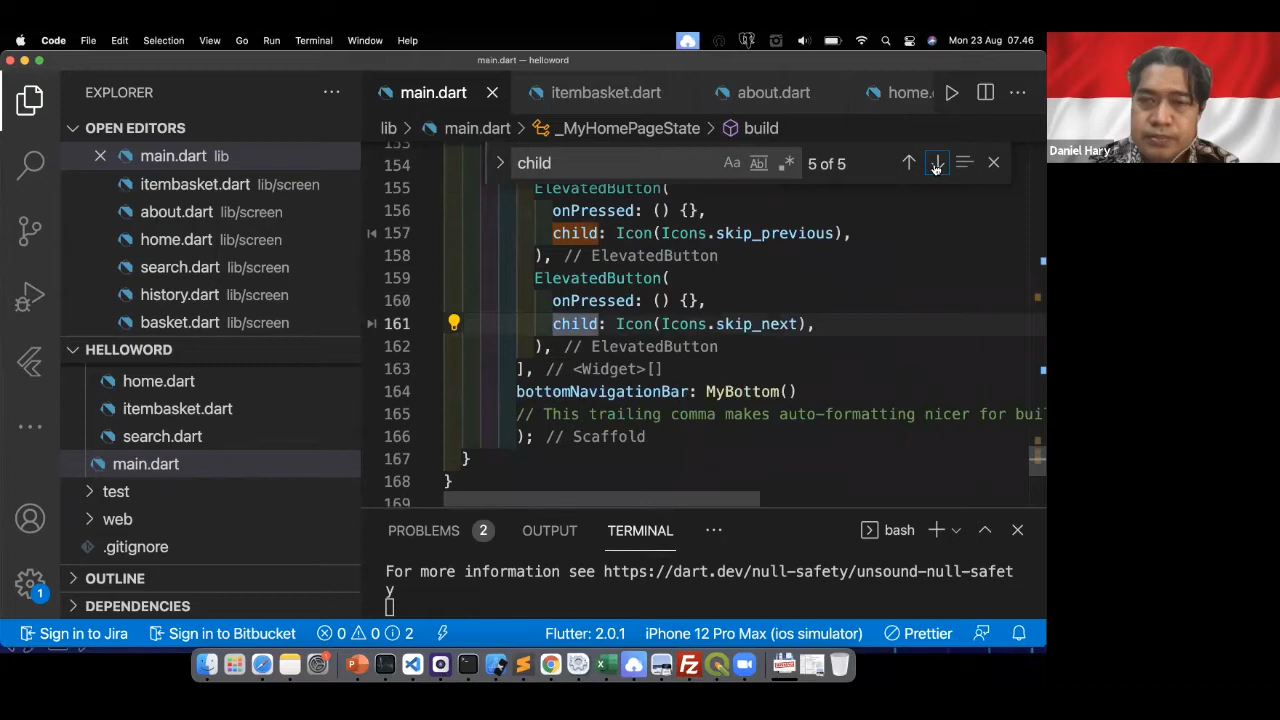 Code File Edit Selection View Go Run Terminal Window Help Mon 23 Aug 07.46
main.dart — helloword
EXPLORER
main.dart itembasket.dart about.dart home.
OPEN EDITORS
lib main.dart _MyHomePageState build
main.dart lib
itembasket.dart lib/screen
about.dart lib/screen
home.dart lib/screen
search.dart lib/screen
history.dart lib/screen
basket.dart lib/screen
HELLOWORD
home.dart
itembasket.dart
search.dart
main.dart
test
web
.gitignore
OUTLINE
DEPENDENCIES
child Aa Abl .* 5 of 5
154
155 ElevatedButton(
156 onPressed: () {},
157 child: Icon(Icons.skip_previous),
158 ), // ElevatedButton
159 ElevatedButton(
160 onPressed: () {},
161 child: Icon(Icons.skip_next),
162 ), // ElevatedButton
163 ], // <Widget>[]
164 bottomNavigationBar: MyBottom()
165 // This trailing comma makes auto-formatting nicer for bui
166 ); // Scaffold
167 }
168 }
169
PROBLEMS 2 OUTPUT TERMINAL bash
For more information see https://dart.dev/null-safety/unsound-null-safet
y
1
Sign in to Jira Sign in to Bitbucket 0 0 2 Flutter: 2.0.1 iPhone 12 Pro Max (ios simulator) Prettier
Daniel Hary